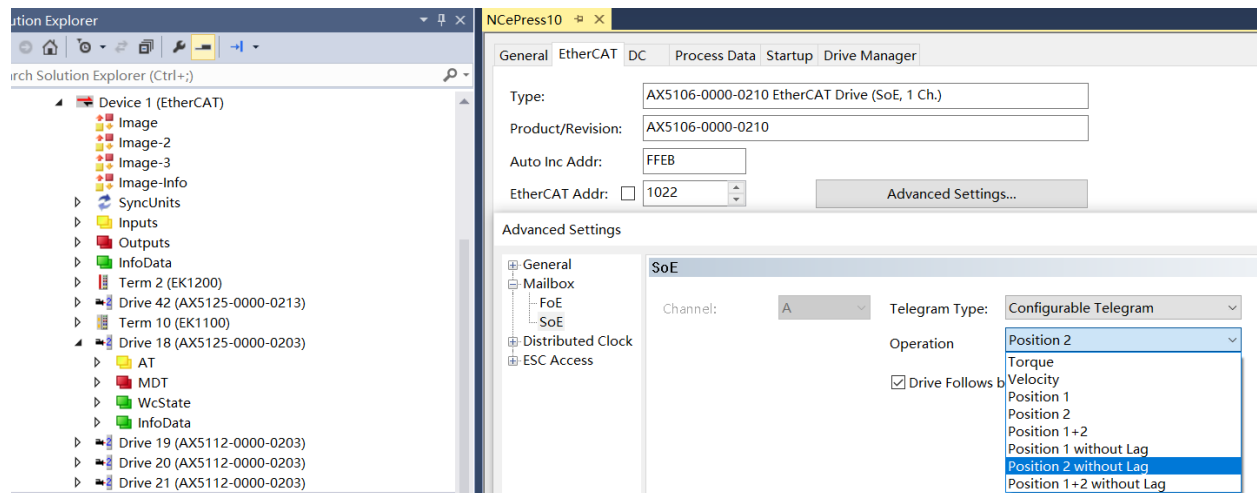 ution Explorer
rch Solution Explorer (Ctrl+;)
Device 1 (EtherCAT)
Image
Image-2
Image-3
Image-Info
SyncUnits
Inputs
Outputs
InfoData
Term 2 (EK1200)
Drive 42 (AX5125-0000-0213)
Term 10 (EK1100)
Drive 18 (AX5125-0000-0203)
AT
MDT
WcState
InfoData
Drive 19 (AX5112-0000-0203)
Drive 20 (AX5112-0000-0203)
Drive 21 (AX5112-0000-0203)
NCePress10
General EtherCAT DC Process Data Startup Drive Manager
Type: AX5106-0000-0210 EtherCAT Drive (SoE, 1 Ch.)
Product/Revision: AX5106-0000-0210
Auto Inc Addr: FFEB
EtherCAT Addr: 1022 Advanced Settings...
Advanced Settings
General
Mailbox
FoE
SoE
Distributed Clock
ESC Access
SoE
Channel: A Telegram Type: Configurable Telegram
Operation Position 2
Drive Follows b
Torque
Velocity
Position 1
Position 2
Position 1+2
Position 1 without Lag
Position 2 without Lag
Position 1+2 without Lag